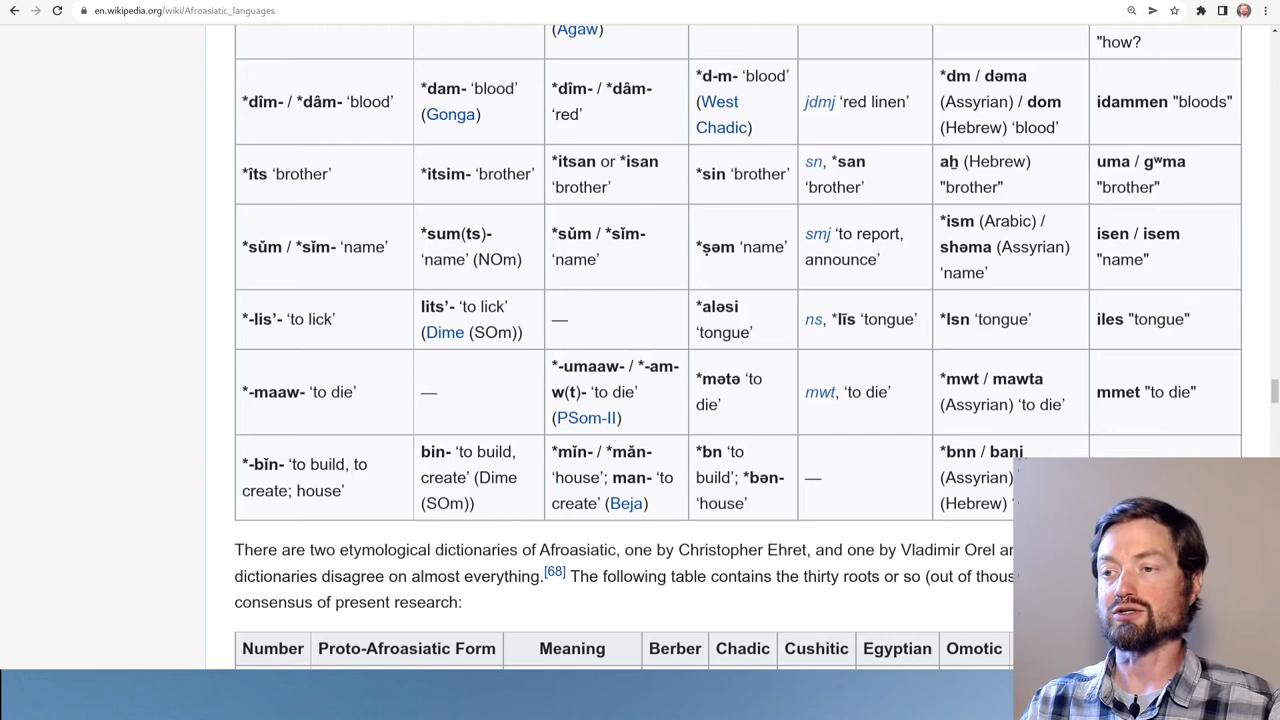 en.wikipedia.org/wiki/Afroasiatic_languages
(Agaw)
"how?
*dîm- / *dâm- ‘blood’
*dam- ‘blood’
(Gonga)
*dîm- / *dâm-
‘red’
*d-m- ‘blood’
(West
Chadic)
jdmj ‘red linen’
*dm / dəma
(Assyrian) / dom
(Hebrew) ‘blood’
idammen "bloods"
*îts ‘brother’
*itsim- ‘brother’
*itsan or *isan
‘brother’
*sin ‘brother’
sn, *san
‘brother’
aẖ (Hebrew)
"brother"
uma / gʷma
"brother"
*sŭm / *sĭm- ‘name’
*sum(ts)-
‘name’ (NOm)
*sŭm / *sĭm-
‘name’
*ṣəm ‘name’
smj ‘to report,
announce’
*ism (Arabic) /
shəma (Assyrian)
‘name’
isen / isem
"name"
*-lis’- ‘to lick’
lits’- ‘to lick’
(Dime (SOm))
—
*aləsi
‘tongue’
ns, *līs ‘tongue’
*lsn ‘tongue’
iles "tongue"
*-maaw- ‘to die’
—
*-umaaw- / *-am-
w(t)- ‘to die’
(PSom-II)
*mətə ‘to
die’
mwt, ‘to die’
*mwt / mawta
(Assyrian) ‘to die’
mmet "to die"
*-bĭn- ‘to build, to
create; house’
bin- ‘to build,
create’ (Dime
(SOm))
*mĭn- / *măn-
‘house’; man- ‘to
create’ (Beja)
*bn ‘to
build’; *bən-
‘house’
—
*bnn / bani
(Assyrian)
(Hebrew)
There are two etymological dictionaries of Afroasiatic, one by Christopher Ehret, and one by Vladimir Orel
dictionaries disagree on almost everything.[68] The following table contains the thirty roots or so (out of
consensus of present research:
Number Proto-Afroasiatic Form Meaning Berber Chadic Cushitic Egyptian Omotic